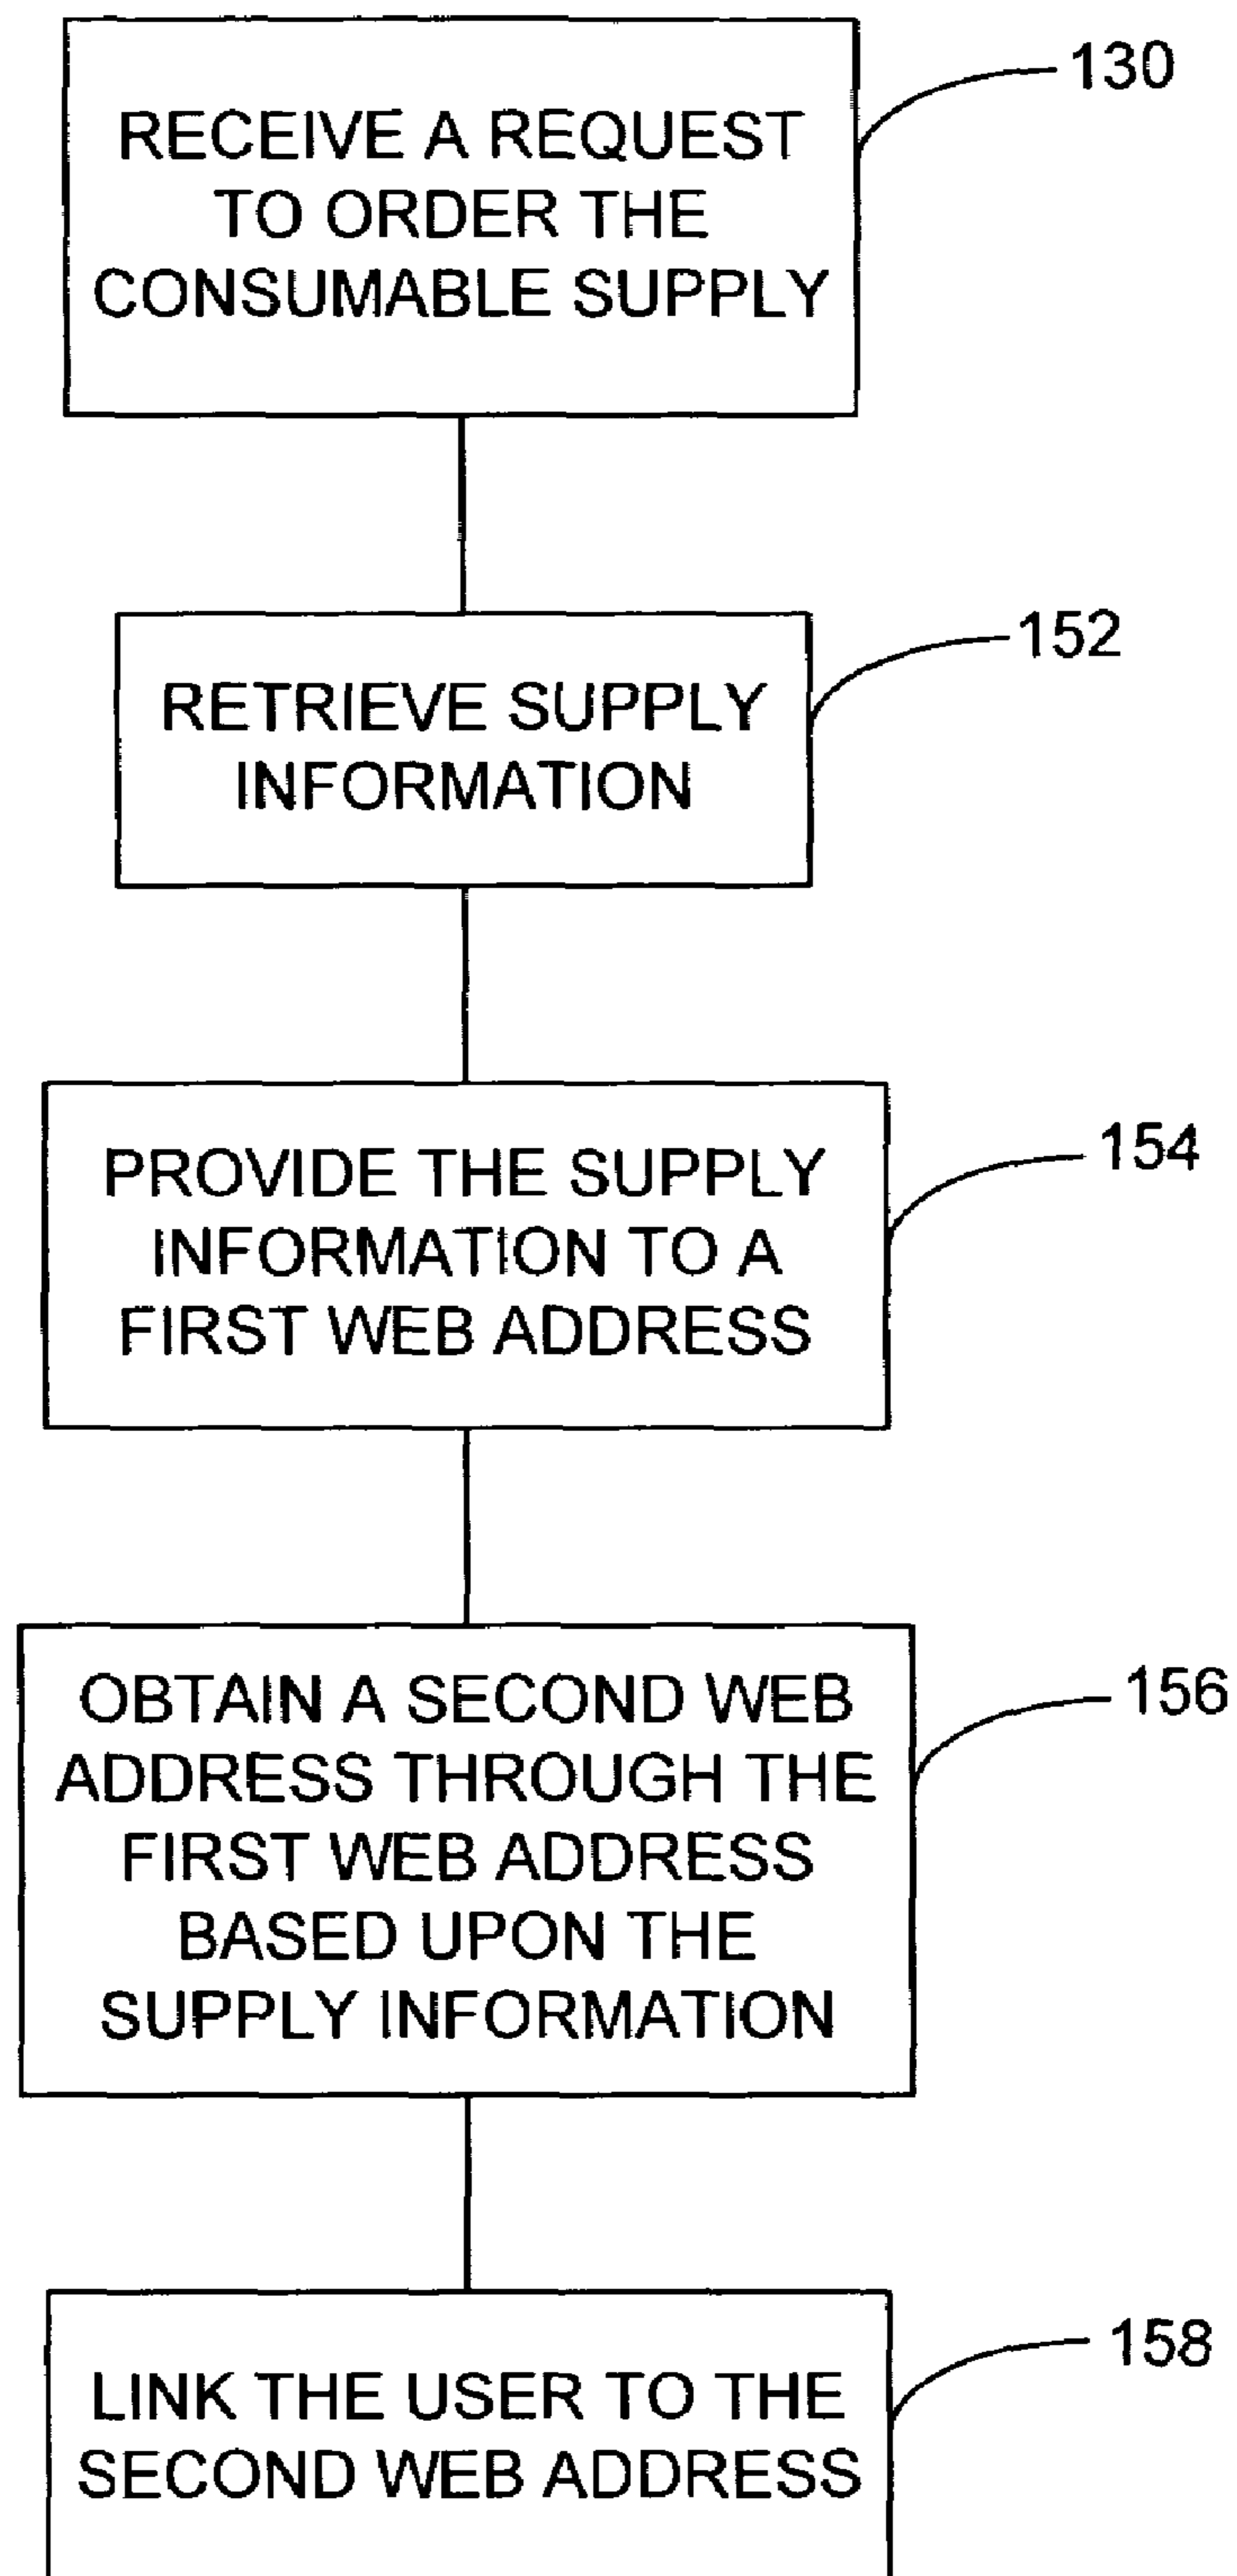 RECEIVE A REQUEST
TO ORDER THE
CONSUMABLE SUPPLY
130
RETRIEVE SUPPLY
INFORMATION
152
PROVIDE THE SUPPLY
INFORMATION TO A
FIRST WEB ADDRESS
154
OBTAIN A SECOND WEB
ADDRESS THROUGH THE
FIRST WEB ADDRESS
BASED UPON THE
SUPPLY INFORMATION
156
LINK THE USER TO THE
SECOND WEB ADDRESS
158